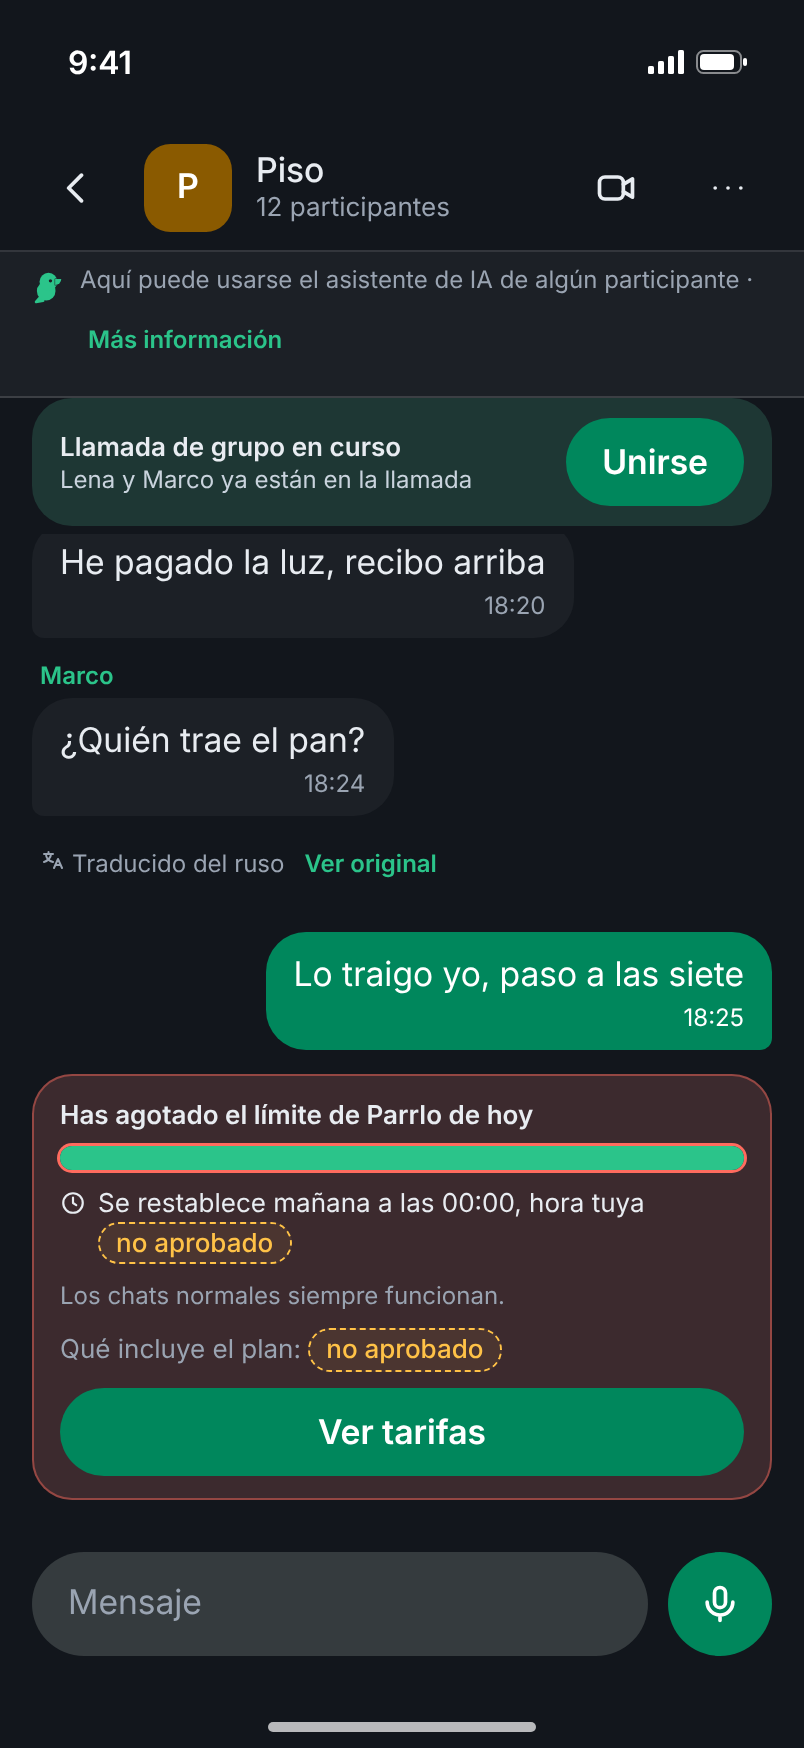 9:41
P
Piso
12 participantes
Aquí puede usarse el asistente de IA de algún participante ·
Más información
Llamada de grupo en curso
Lena y Marco ya están en la llamada
Unirse
He pagado la luz, recibo arriba
18:20
Marco
¿Quién trae el pan?
18:24
Traducido del ruso Ver original
Lo traigo yo, paso a las siete
18:25
Has agotado el límite de Parrlo de hoy
Se restablece mañana a las 00:00, hora tuya
no aprobado
Los chats normales siempre funcionan.
Qué incluye el plan: no aprobado
Ver tarifas
Mensaje